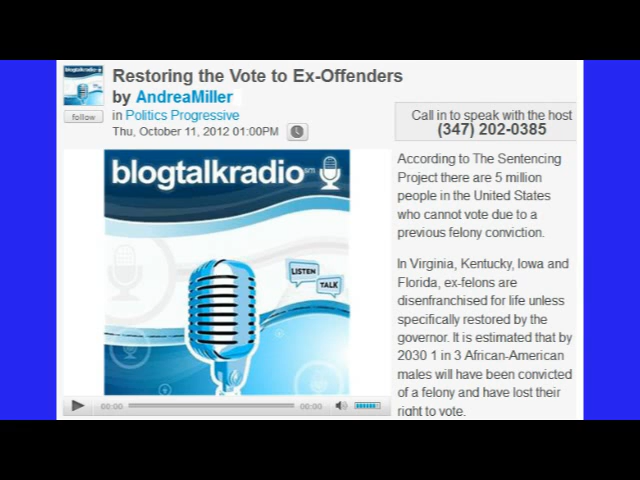 blogtalkradio
Restoring the Vote to Ex-Offenders
by AndreaMiller
follow
in Politics Progressive
Thu, October 11, 2012 01:00PM
Call in to speak with the host
(347) 202-0385
blogtalkradio
LISTEN
TALK
00:00
00:00
According to The Sentencing
Project there are 5 million
people in the United States
who cannot vote due to a
previous felony conviction.
In Virginia, Kentucky, Iowa and
Florida, ex-felons are
disenfranchised for life unless
specifically restored by the
governor. It is estimated that by
2030 1 in 3 African-American
males will have been convicted
of a felony and have lost their
right to vote.